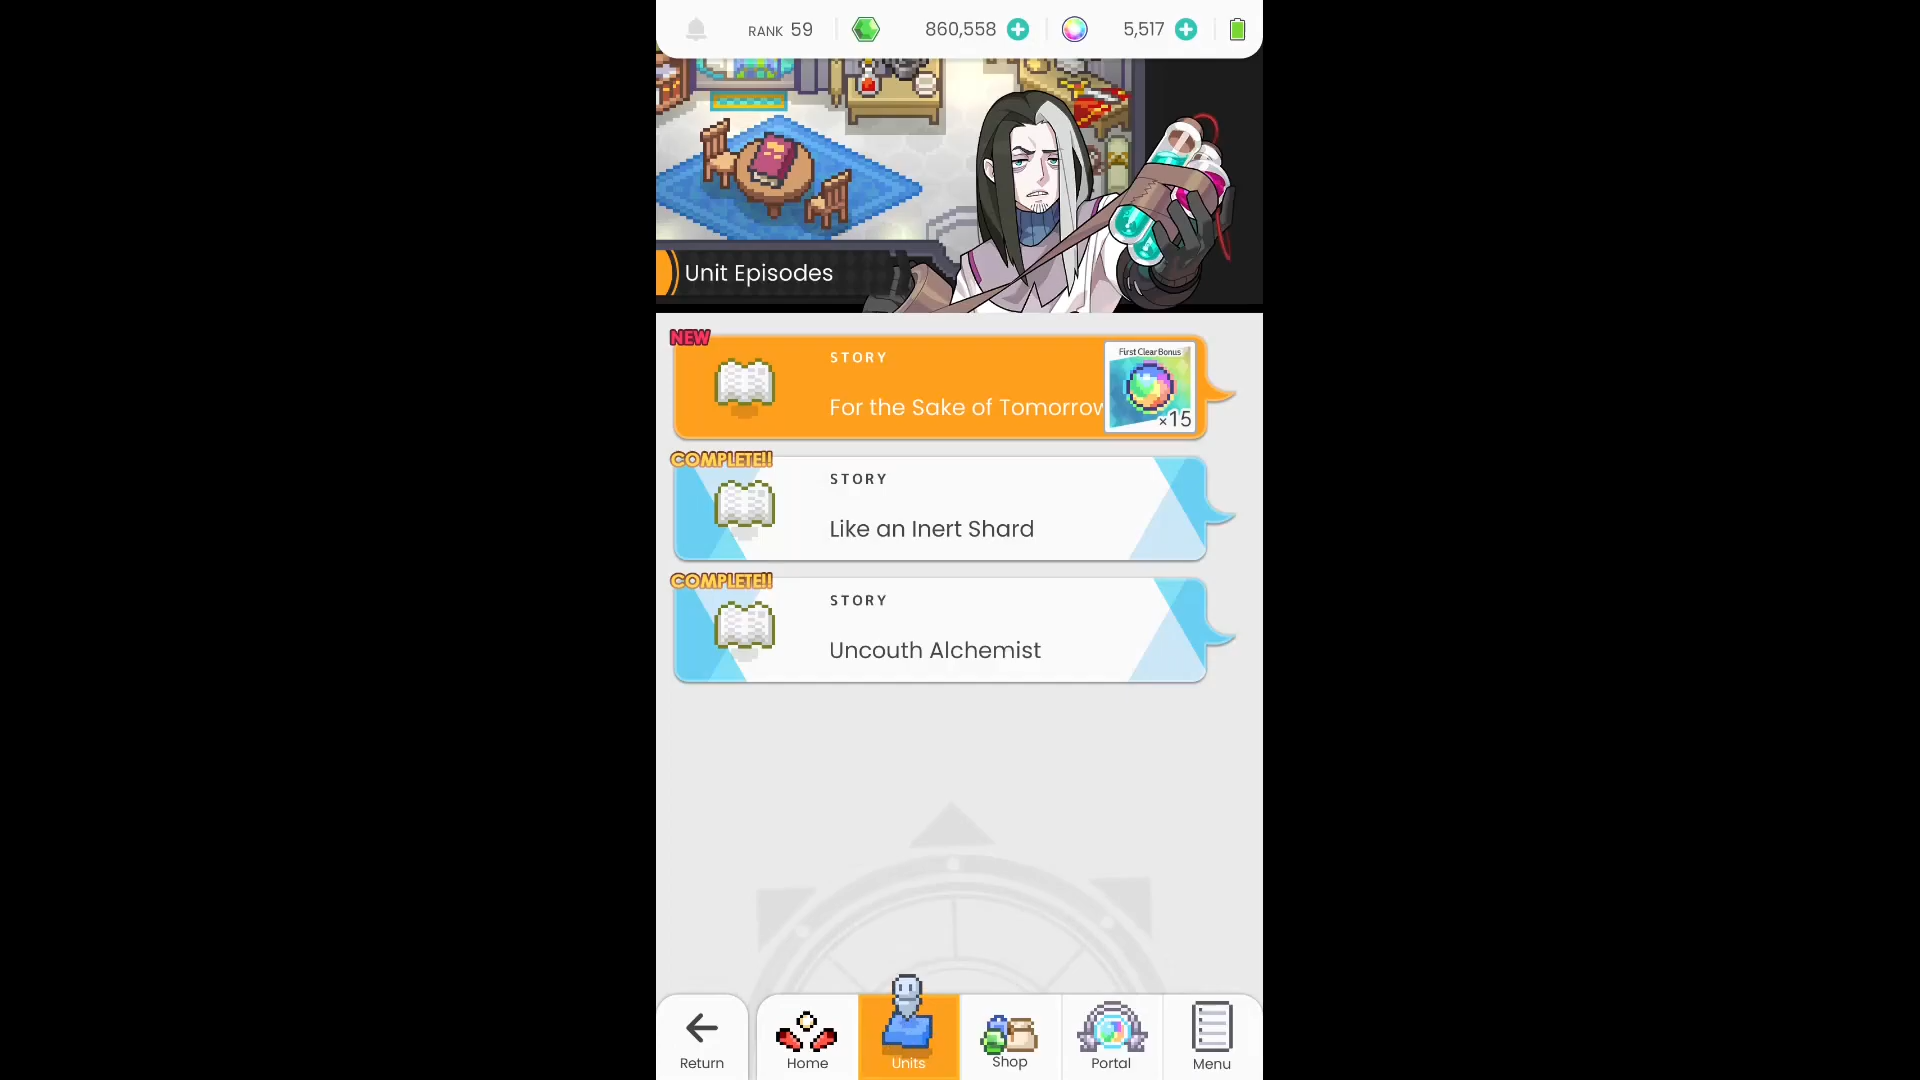 RANK 59
860,558
5,517
Unit Episodes
NEW
STORY
For the Sake of Tomorrow
First Clear Bonus
×15
COMPLETE!!
STORY
Like an Inert Shard
COMPLETE!!
STORY
Uncouth Alchemist
Return
Home
Units
Shop
Portal
Menu